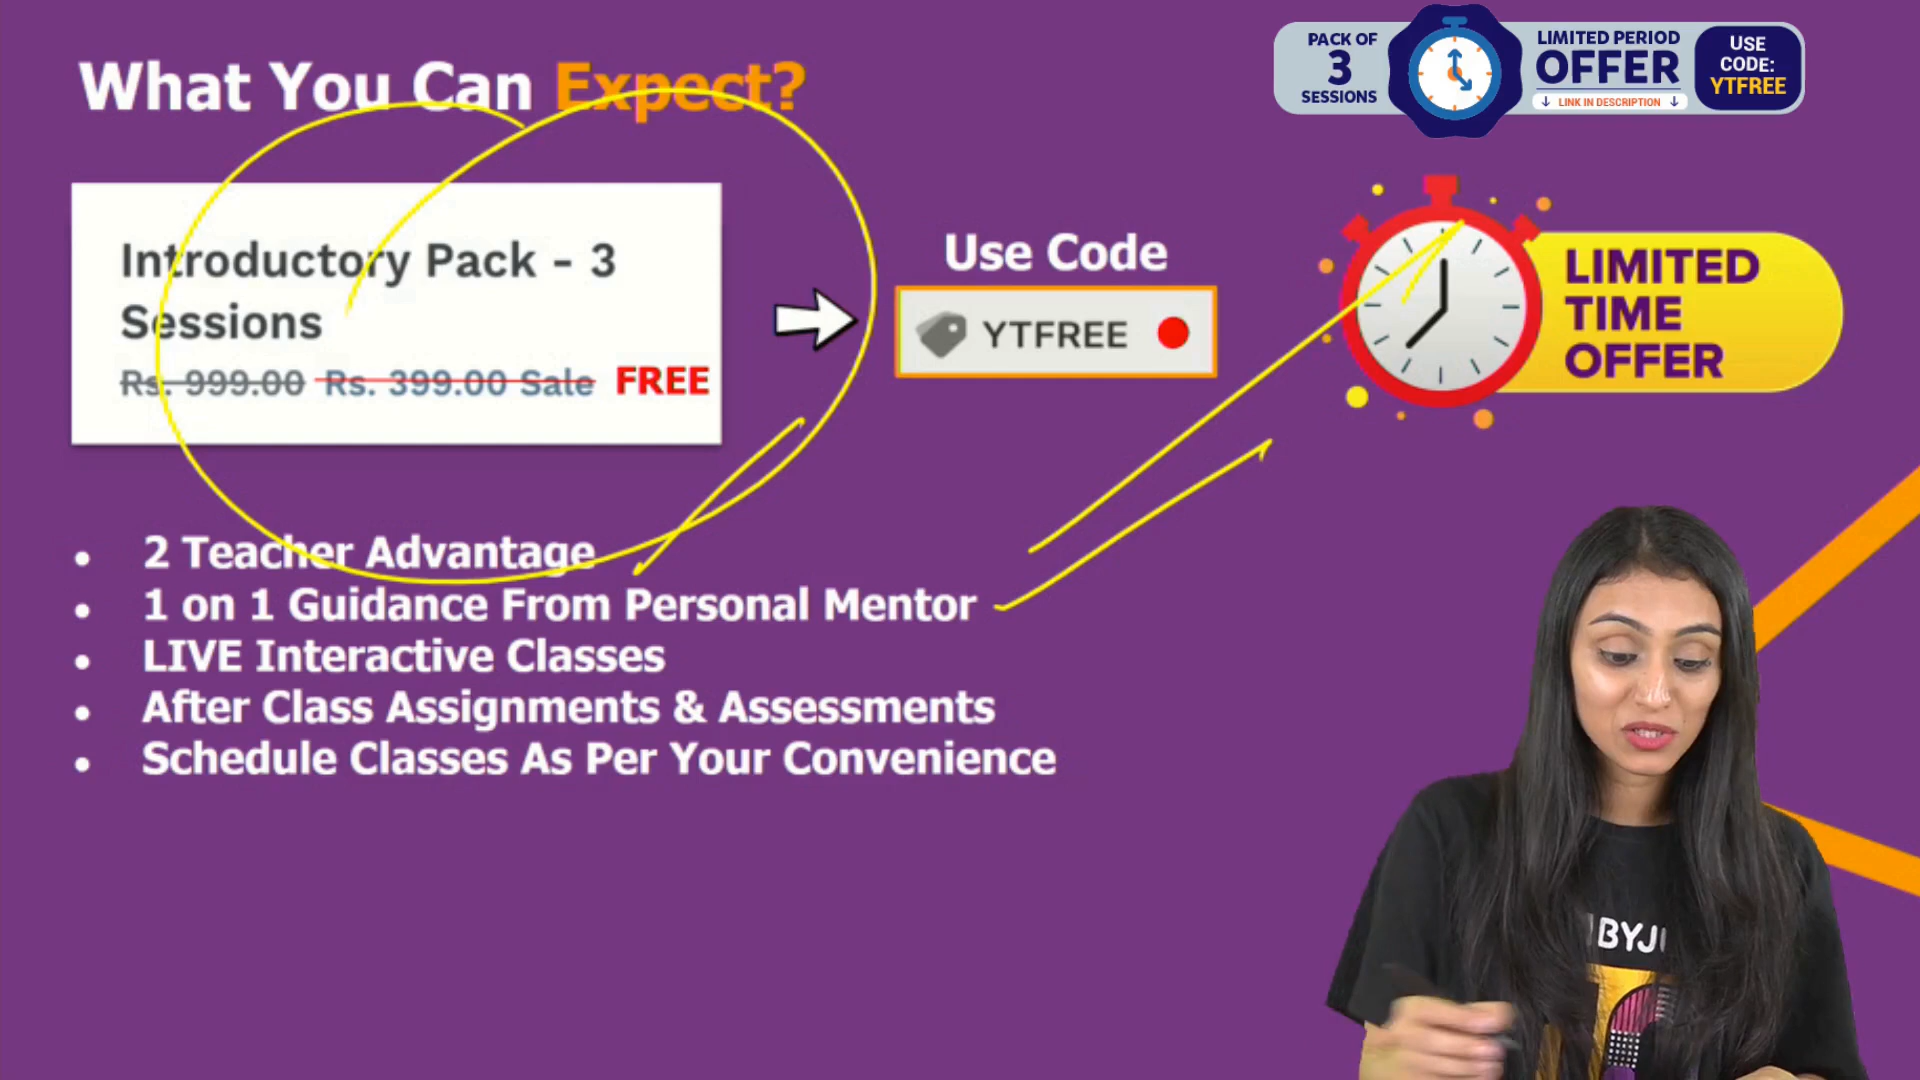 What You Can Expect?
PACK OF
3
SESSIONS
LIMITED PERIOD
OFFER
LINK IN DESCRIPTION
USE
CODE:
YTFREE
Introductory Pack - 3
Sessions
Rs. 999.00 Rs. 399.00 Sale FREE
Use Code
YTFREE
LIMITED
TIME
OFFER
• 2 Teacher Advantage
• 1 on 1 Guidance From Personal Mentor
• LIVE Interactive Classes
• After Class Assignments & Assessments
• Schedule Classes As Per Your Convenience
BYJU